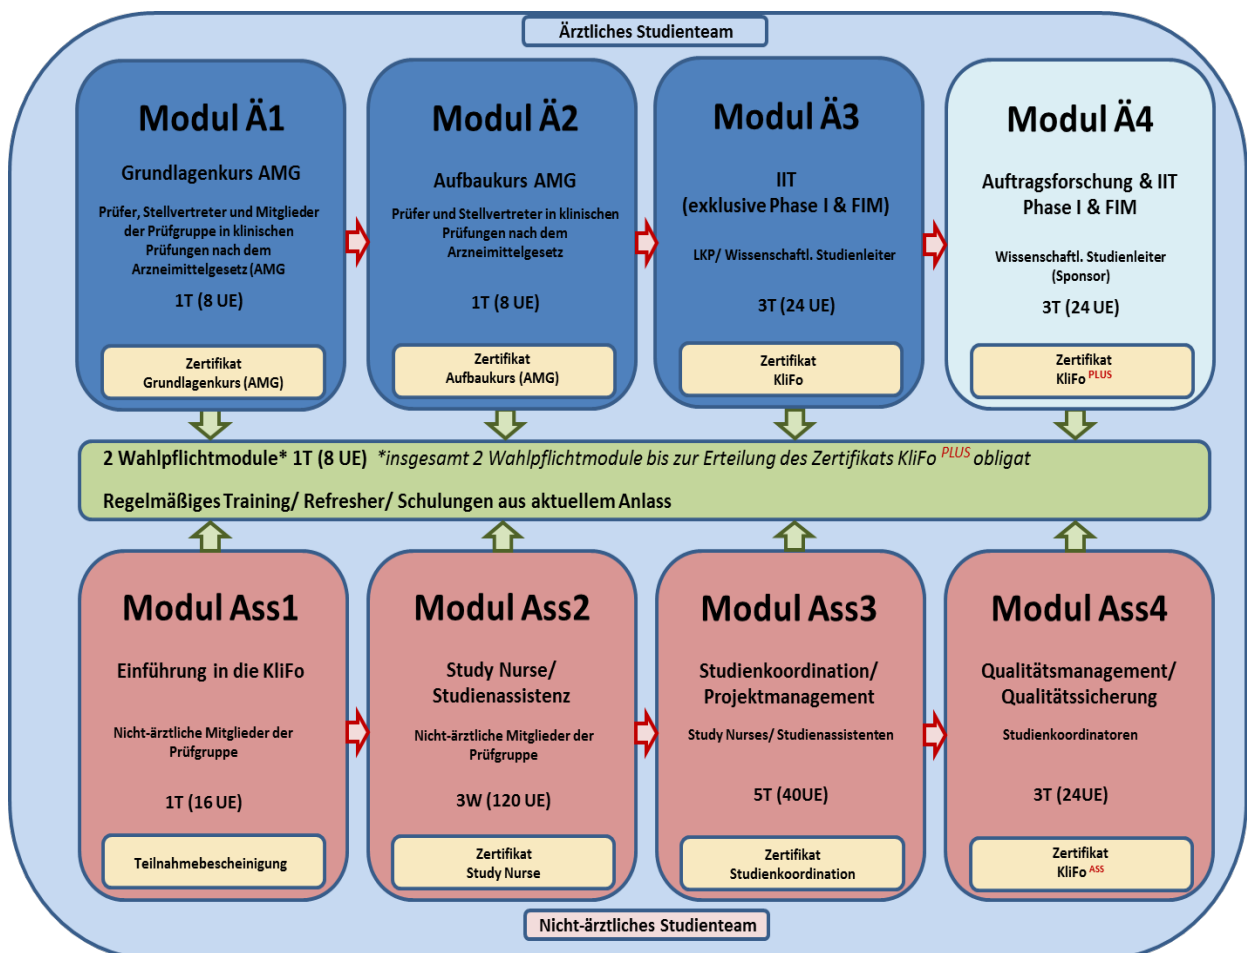 Ärztliches Studienteam
Modul Ä1
Grundlagenkurs AMG
Prüfer, Stellvertreter und Mitglieder
der Prüfgruppe in klinischen
Prüfungen nach dem
Arzneimittelgesetz (AMG
1T (8 UE)
Zertifikat
Grundlagenkurs (AMG)
Modul Ä2
Aufbaukurs AMG
Prüfer und Stellvertreter in klinischen
Prüfungen nach dem
Arzneimittelgesetz
1T (8 UE)
Zertifikat
Aufbaukurs (AMG)
Modul Ä3
IIT
(exklusive Phase I & FIM)
LKP/ Wissenschaftl. Studienleiter
3T (24 UE)
Zertifikat
KliFo
Modul Ä4
Auftragsforschung & IIT
Phase I & FIM
Wissenschaftl. Studienleiter
(Sponsor)
3T (24 UE)
Zertifikat
KliFo PLUS
2 Wahlpflichtmodule* 1T (8 UE) *insgesamt 2 Wahlpflichtmodule bis zur Erteilung des Zertifikats KliFo PLUS obligat
Regelmäßiges Training/ Refresher/ Schulungen aus aktuellem Anlass
Modul Ass1
Einführung in die KliFo
Nicht-ärztliche Mitglieder der
Prüfgruppe
1T (16 UE)
Teilnahmebescheinigung
Modul Ass2
Study Nurse/
Studienassistenz
Nicht-ärztliche Mitglieder der
Prüfgruppe
3W (120 UE)
Zertifikat
Study Nurse
Modul Ass3
Studienkoordination/
Projektmanagement
Study Nurses/ Studienassistenten
5T (40UE)
Zertifikat
Studienkoordination
Modul Ass4
Qualitätsmanagement/
Qualitätssicherung
Studienkoordinatoren
3T (24UE)
Zertifikat
KliFo ASS
Nicht-ärztliches Studienteam